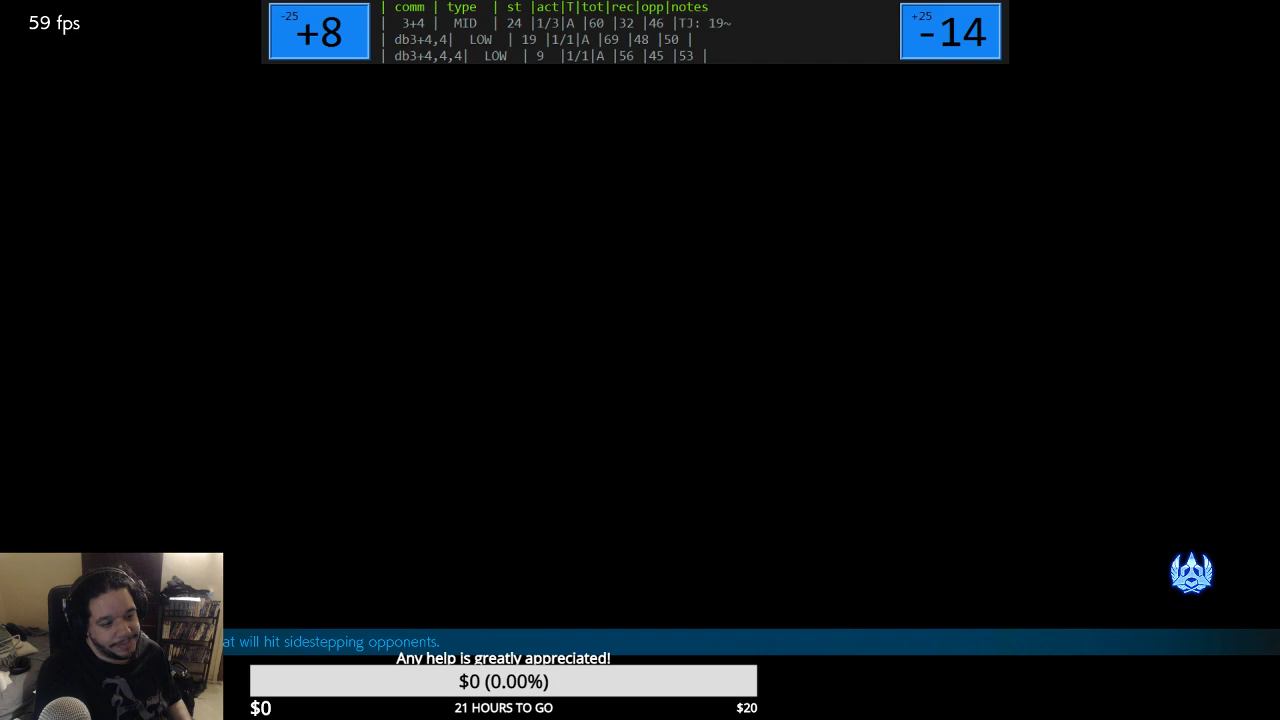 59 fps
-25
+8
| comm | type | st |act|T|tot|rec|opp|notes
| 3+4 | MID | 24 |1/3|A |60 |32 |46 |TJ: 19~
| db3+4,4| LOW | 19 |1/1|A |69 |48 |50 |
| db3+4,4,4| LOW | 9 |1/1|A |56 |45 |53 |
+25
-14
at will hit sidestepping opponents.
Any help is greatly appreciated!
$0 (0.00%)
$0 21 HOURS TO GO $20